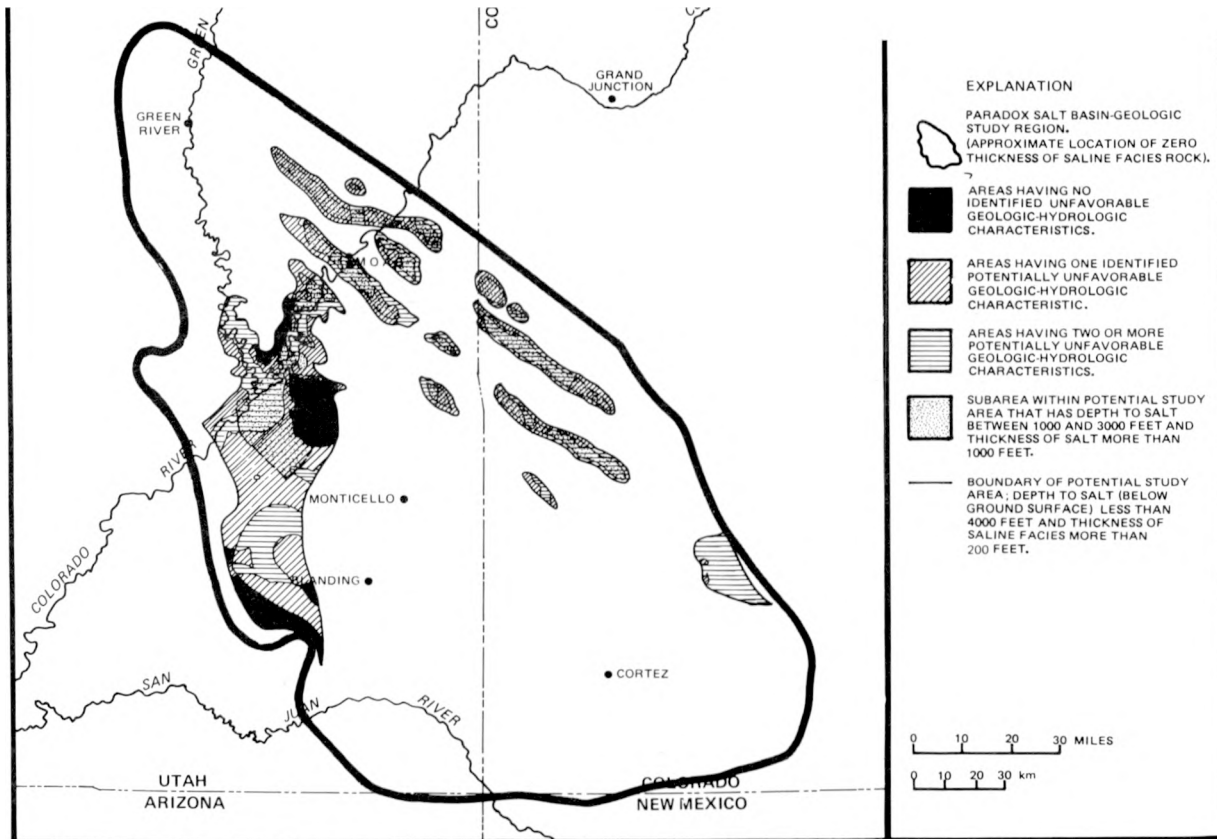 CO
C
GREEN
GRAND
JUNCTION
GREEN
RIVER
MOAB
RIVER
MONTICELLO
COLORADO
BLANDING
CORTEZ
SAN
JUAN
RIVER
UTAH
ARIZONA
COLORADO
NEW MEXICO
EXPLANATION
PARADOX SALT BASIN-GEOLOGIC
STUDY REGION.
(APPROXIMATE LOCATION OF ZERO
THICKNESS OF SALINE FACIES ROCK).
AREAS HAVING NO
IDENTIFIED UNFAVORABLE
GEOLOGIC-HYDROLOGIC
CHARACTERISTICS.
AREAS HAVING ONE IDENTIFIED
POTENTIALLY UNFAVORABLE
GEOLOGIC-HYDROLOGIC
CHARACTERISTIC.
AREAS HAVING TWO OR MORE
POTENTIALLY UNFAVORABLE
GEOLOGIC-HYDROLOGIC
CHARACTERISTICS.
SUBAREA WITHIN POTENTIAL STUDY
AREA THAT HAS DEPTH TO SALT
BETWEEN 1000 AND 3000 FEET AND
THICKNESS OF SALT MORE THAN
1000 FEET.
BOUNDARY OF POTENTIAL STUDY
AREA; DEPTH TO SALT (BELOW
GROUND SURFACE) LESS THAN
4000 FEET AND THICKNESS OF
SALINE FACIES MORE THAN
200 FEET.
0 10 20 30 MILES
0 10 20 30 km